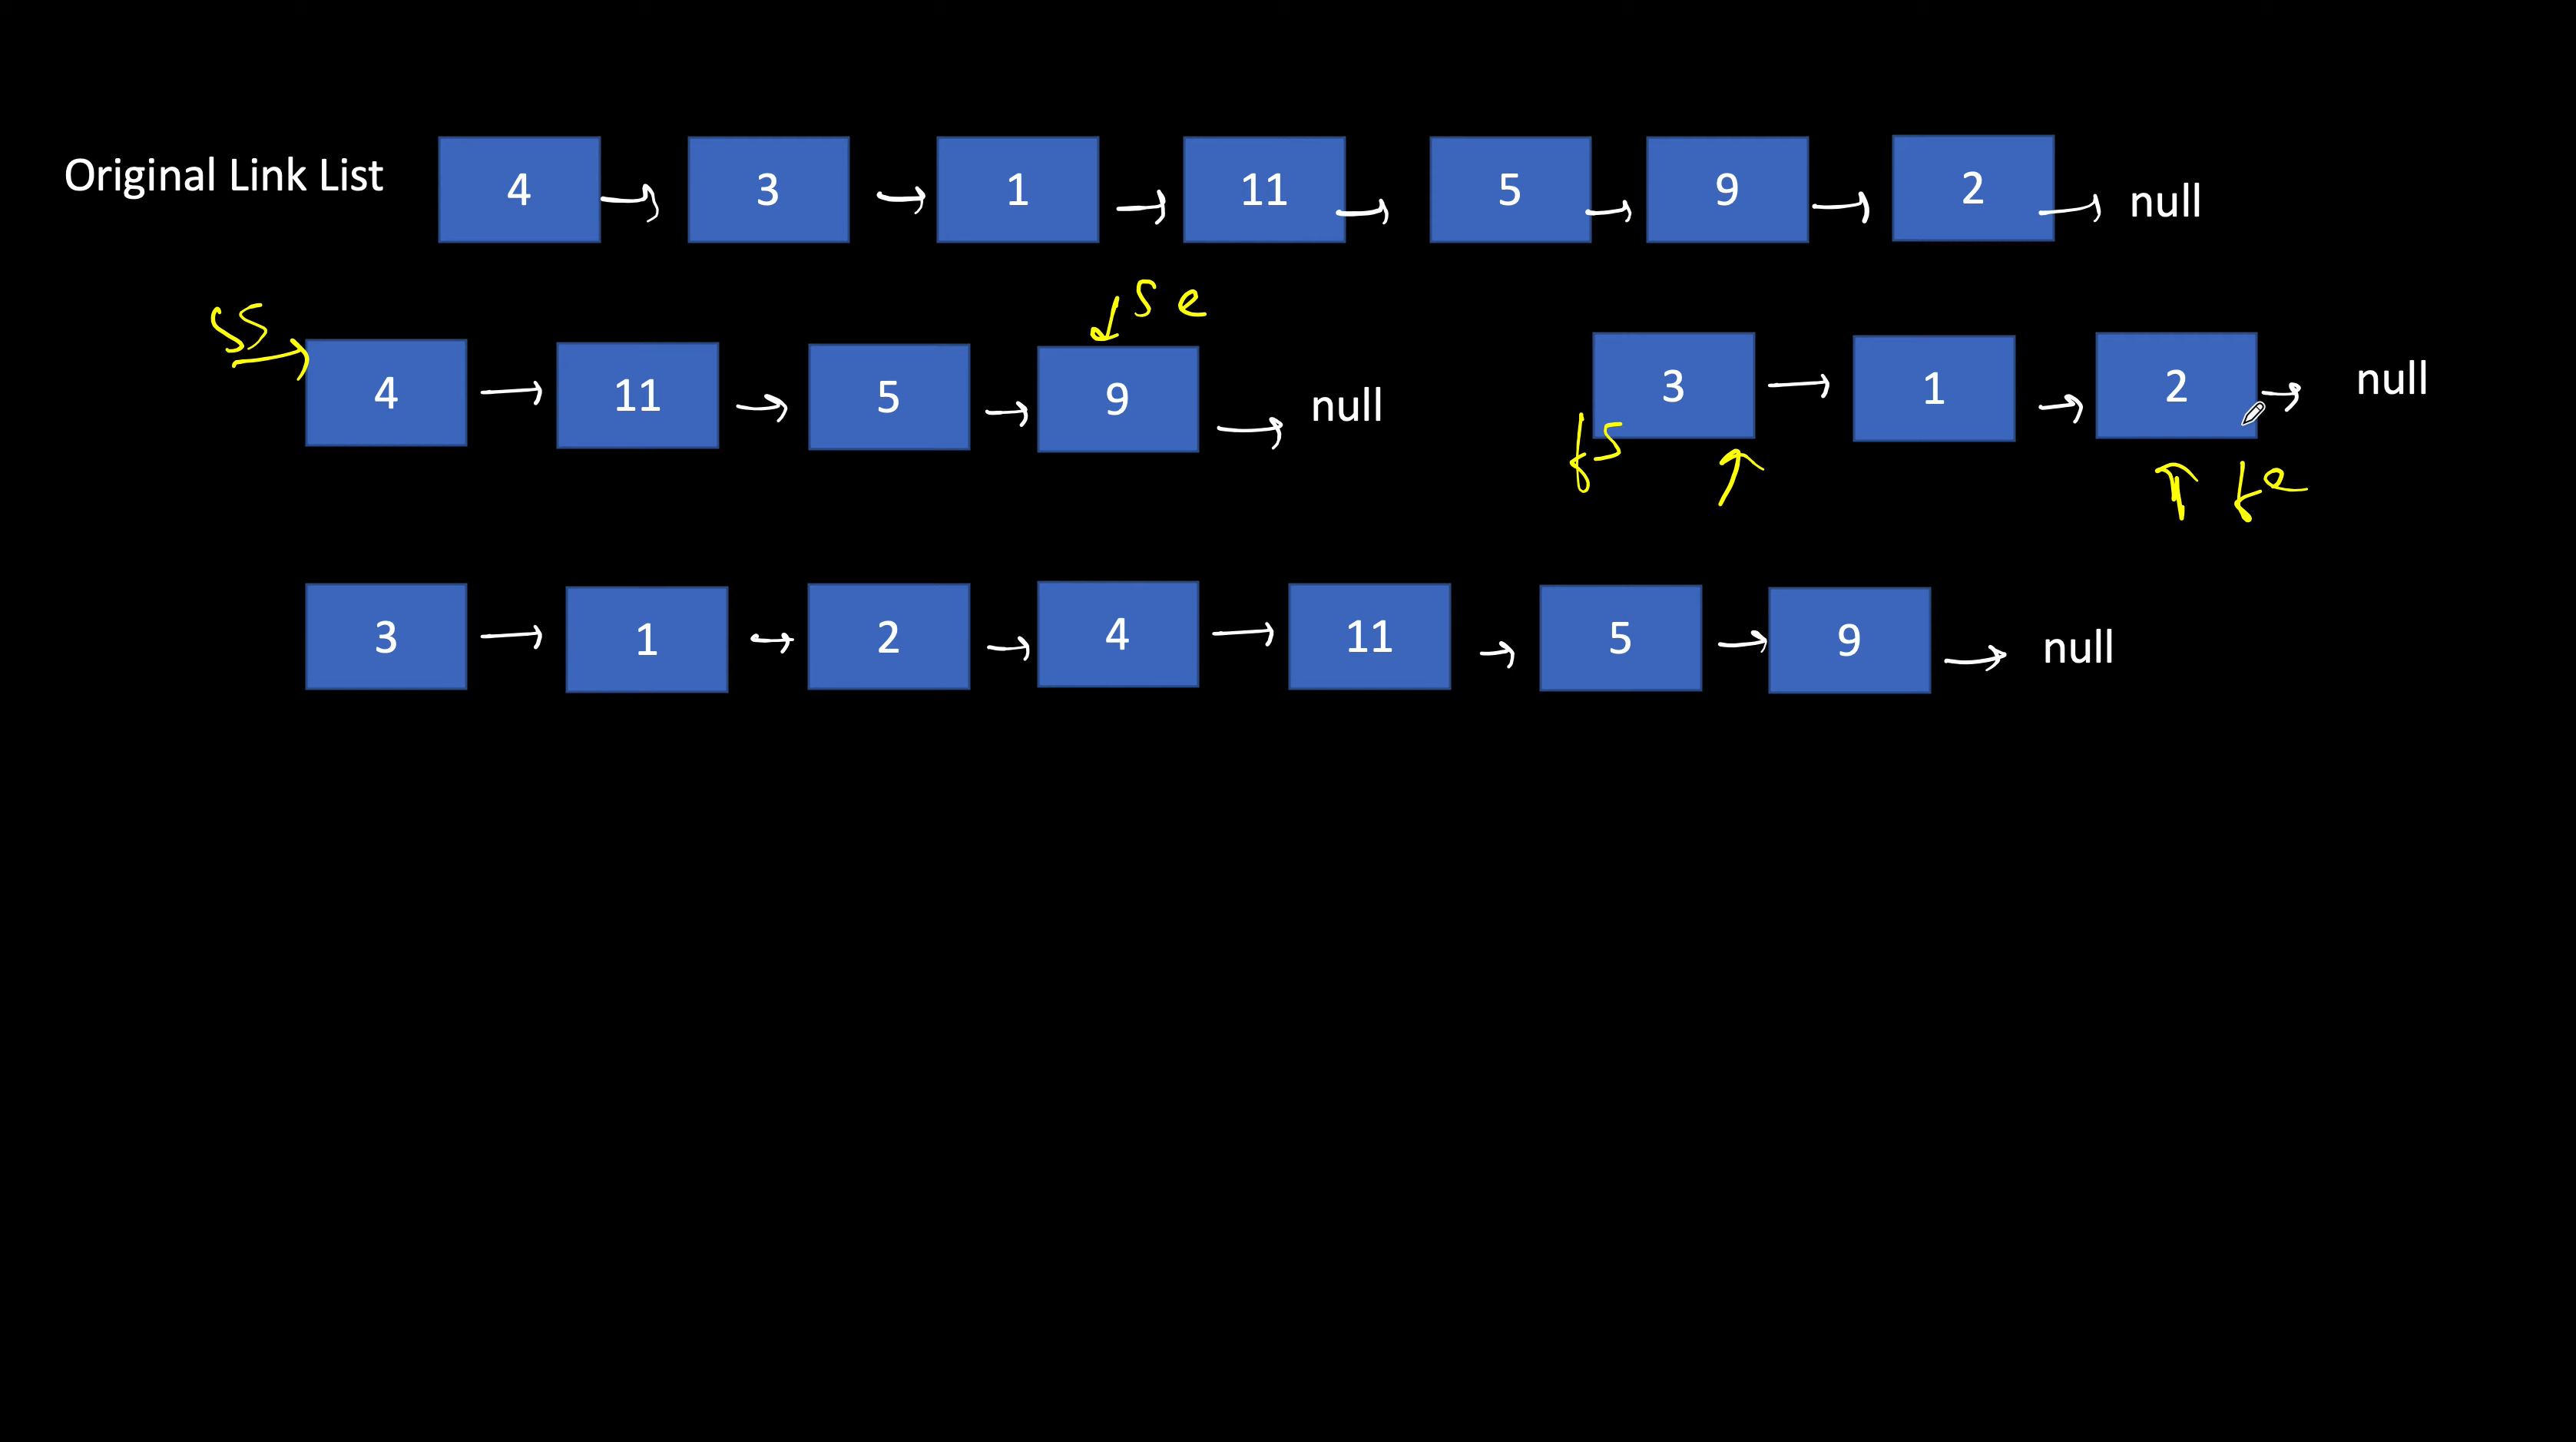 Original Link List 4 → 3 → 1 → 11 → 5 → 9 → 2 → null
ss se
4 → 11 → 5 → 9 → null 3 → 1 → 2 → null
fs fe
3 → 1 → 2 → 4 → 11 → 5 → 9 → null